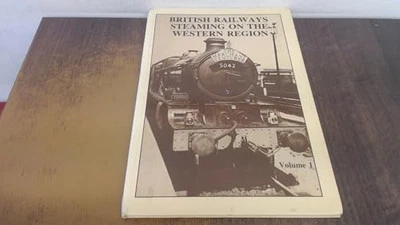 BRITISH RAILWAYS
STEAMING ON THE
WESTERN REGION
5042
Volume 1